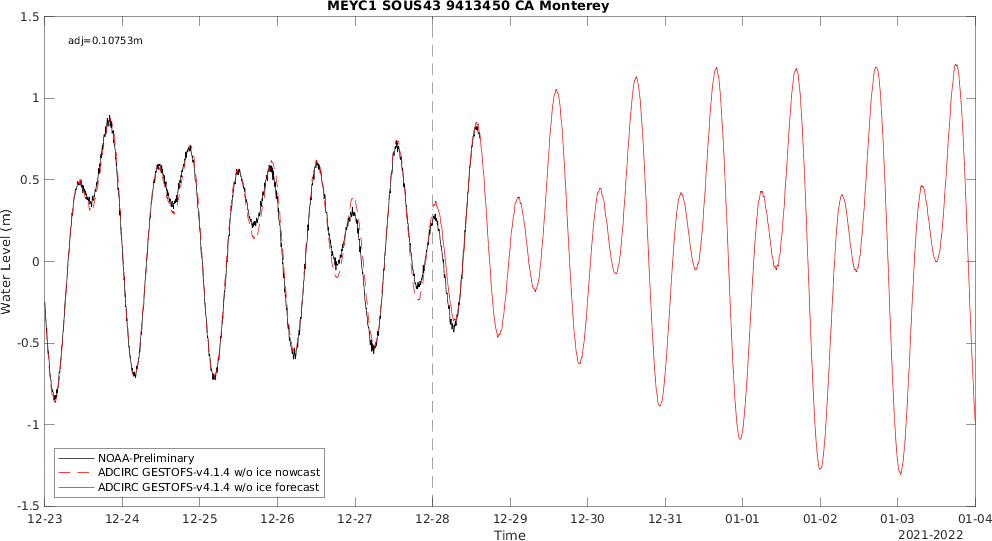 MEYC1 SOUS43 9413450 CA Monterey
adj=0.10753m
1.5
1
0.5
0
-0.5
-1
-1.5
Water Level (m)
NOAA-Preliminary
ADCIRC GESTOFS-v4.1.4 w/o ice nowcast
ADCIRC GESTOFS-v4.1.4 w/o ice forecast
12-23 12-24 12-25 12-26 12-27 12-28 12-29 12-30 12-31 01-01 01-02 01-03 01-04
Time
2021-2022